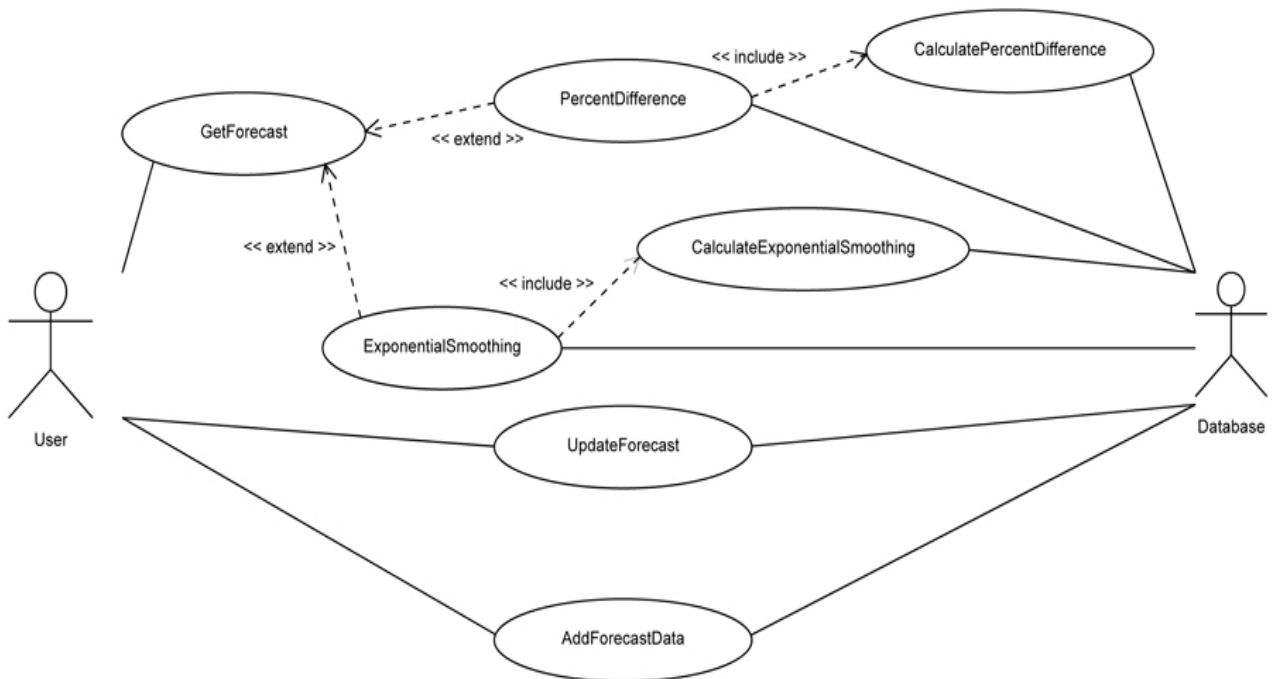 CalculatePercentDifference
<< include >>
PercentDifference
GetForecast
<< extend >>
CalculateExponentialSmoothing
<< extend >>
<< include >>
ExponentialSmoothing
User
UpdateForecast
Database
AddForecastData